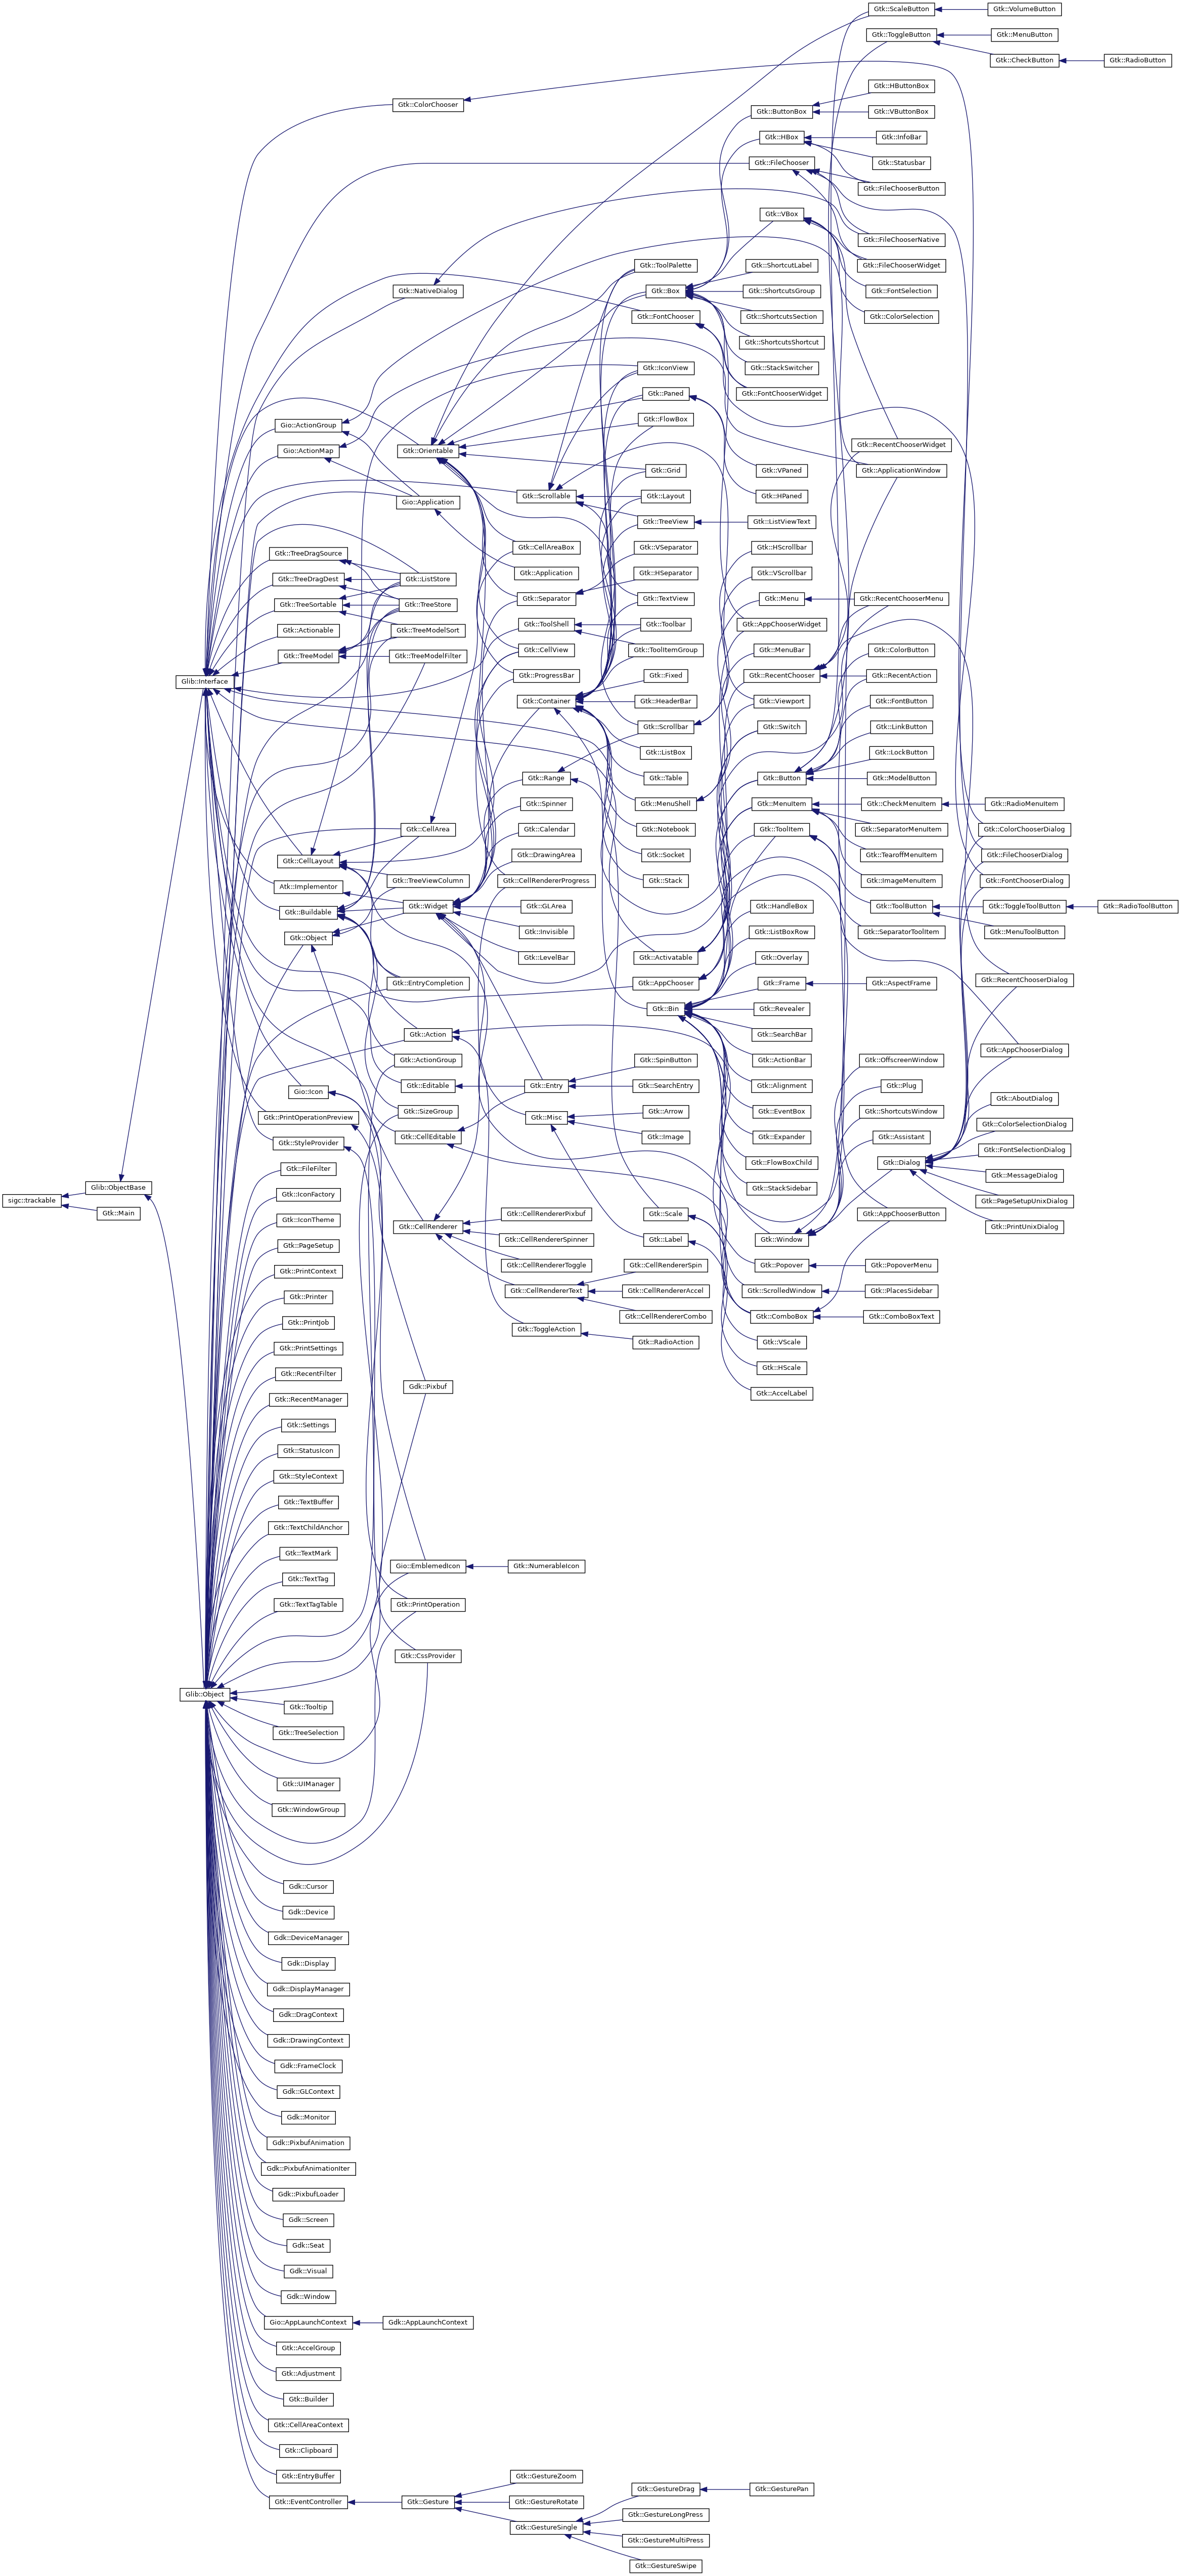 Gtk::ScaleButton
Gtk::VolumeButton
Gtk::ToggleButton
Gtk::MenuButton
Gtk::CheckButton
Gtk::RadioButton
Gtk::HButtonBox
Gtk::ColorChooser
Gtk::ButtonBox
Gtk::VButtonBox
Gtk::HBox
Gtk::InfoBar
Gtk::FileChooser
Gtk::Statusbar
Gtk::FileChooserButton
Gtk::VBox
Gtk::FileChooserNative
Gtk::ToolPalette
Gtk::ShortcutLabel
Gtk::FileChooserWidget
Gtk::NativeDialog
Gtk::Box
Gtk::ShortcutsGroup
Gtk::FontSelection
Gtk::FontChooser
Gtk::ShortcutsSection
Gtk::ColorSelection
Gtk::ShortcutsShortcut
Gtk::IconView
Gtk::StackSwitcher
Gtk::Paned
Gtk::FontChooserWidget
Gio::ActionGroup
Gtk::FlowBox
Gio::ActionMap
Gtk::Orientable
Gtk::RecentChooserWidget
Gtk::Grid
Gtk::VPaned
Gtk::ApplicationWindow
Gio::Application
Gtk::Scrollable
Gtk::Layout
Gtk::HPaned
Gtk::TreeView
Gtk::ListViewText
Gtk::TreeDragSource
Gtk::CellAreaBox
Gtk::VSeparator
Gtk::HScrollbar
Gtk::TreeDragDest
Gtk::ListStore
Gtk::Application
Gtk::HSeparator
Gtk::VScrollbar
Gtk::TreeSortable
Gtk::TreeStore
Gtk::Separator
Gtk::TextView
Gtk::Menu
Gtk::RecentChooserMenu
Gtk::Actionable
Gtk::TreeModelSort
Gtk::ToolShell
Gtk::Toolbar
Gtk::AppChooserWidget
Gtk::TreeModel
Gtk::TreeModelFilter
Gtk::CellView
Gtk::ToolItemGroup
Gtk::MenuBar
Gtk::ColorButton
Glib::Interface
Gtk::ProgressBar
Gtk::Fixed
Gtk::RecentChooser
Gtk::RecentAction
Gtk::Container
Gtk::HeaderBar
Gtk::Viewport
Gtk::FontButton
Gtk::Scrollbar
Gtk::Switch
Gtk::LinkButton
Gtk::ListBox
Gtk::LockButton
Gtk::Range
Gtk::Table
Gtk::Button
Gtk::ModelButton
Gtk::Spinner
Gtk::MenuShell
Gtk::MenuItem
Gtk::CheckMenuItem
Gtk::RadioMenuItem
Gtk::CellArea
Gtk::Calendar
Gtk::Notebook
Gtk::ToolItem
Gtk::SeparatorMenuItem
Gtk::ColorChooserDialog
Gtk::CellLayout
Gtk::DrawingArea
Gtk::Socket
Gtk::TearoffMenuItem
Gtk::FileChooserDialog
Atk::Implementor
Gtk::TreeViewColumn
Gtk::CellRendererProgress
Gtk::Stack
Gtk::ImageMenuItem
Gtk::FontChooserDialog
Gtk::Buildable
Gtk::Widget
Gtk::GLArea
Gtk::HandleBox
Gtk::ToolButton
Gtk::ToggleToolButton
Gtk::RadioToolButton
Gtk::Object
Gtk::Invisible
Gtk::ListBoxRow
Gtk::SeparatorToolItem
Gtk::MenuToolButton
Gtk::LevelBar
Gtk::Activatable
Gtk::Overlay
Gtk::EntryCompletion
Gtk::AppChooser
Gtk::Frame
Gtk::AspectFrame
Gtk::RecentChooserDialog
Gtk::Bin
Gtk::Revealer
Gtk::Action
Gtk::SearchBar
Gtk::ActionGroup
Gtk::SpinButton
Gtk::ActionBar
Gtk::OffscreenWindow
Gtk::AppChooserDialog
Gio::Icon
Gtk::Editable
Gtk::Entry
Gtk::SearchEntry
Gtk::Alignment
Gtk::Plug
Gtk::AboutDialog
Gtk::PrintOperationPreview
Gtk::SizeGroup
Gtk::Misc
Gtk::Arrow
Gtk::EventBox
Gtk::ShortcutsWindow
Gtk::ColorSelectionDialog
Gtk::StyleProvider
Gtk::CellEditable
Gtk::Image
Gtk::Expander
Gtk::Assistant
Gtk::FontSelectionDialog
Gtk::FileFilter
Gtk::FlowBoxChild
Gtk::Dialog
Gtk::MessageDialog
Glib::ObjectBase
Gtk::IconFactory
Gtk::StackSidebar
Gtk::PageSetupUnixDialog
sigc::trackable
Gtk::Main
Gtk::IconTheme
Gtk::CellRenderer
Gtk::CellRendererPixbuf
Gtk::Scale
Gtk::AppChooserButton
Gtk::PrintUnixDialog
Gtk::PageSetup
Gtk::CellRendererSpinner
Gtk::Label
Gtk::Window
Gtk::PrintContext
Gtk::CellRendererToggle
Gtk::CellRendererSpin
Gtk::Popover
Gtk::PopoverMenu
Gtk::Printer
Gtk::CellRendererText
Gtk::CellRendererAccel
Gtk::ScrolledWindow
Gtk::PlacesSidebar
Gtk::PrintJob
Gtk::ToggleAction
Gtk::CellRendererCombo
Gtk::ComboBox
Gtk::ComboBoxText
Gtk::PrintSettings
Gtk::RadioAction
Gtk::VScale
Gtk::RecentFilter
Gtk::HScale
Gtk::RecentManager
Gdk::Pixbuf
Gtk::AccelLabel
Gtk::Settings
Gtk::StatusIcon
Gtk::StyleContext
Gtk::TextBuffer
Gtk::TextChildAnchor
Gtk::TextMark
Gio::EmblemedIcon
Gtk::NumerableIcon
Gtk::TextTag
Gtk::TextTagTable
Gtk::PrintOperation
Gtk::CssProvider
Glib::Object
Gtk::Tooltip
Gtk::TreeSelection
Gtk::UIManager
Gtk::WindowGroup
Gdk::Cursor
Gdk::Device
Gdk::DeviceManager
Gdk::Display
Gdk::DisplayManager
Gdk::DragContext
Gdk::DrawingContext
Gdk::FrameClock
Gdk::GLContext
Gdk::Monitor
Gdk::PixbufAnimation
Gdk::PixbufAnimationIter
Gdk::PixbufLoader
Gdk::Screen
Gdk::Seat
Gdk::Visual
Gdk::Window
Gio::AppLaunchContext
Gdk::AppLaunchContext
Gtk::AccelGroup
Gtk::Adjustment
Gtk::Builder
Gtk::CellAreaContext
Gtk::Clipboard
Gtk::EntryBuffer
Gtk::GestureZoom
Gtk::GestureDrag
Gtk::GesturePan
Gtk::EventController
Gtk::Gesture
Gtk::GestureRotate
Gtk::GestureLongPress
Gtk::GestureSingle
Gtk::GestureMultiPress
Gtk::GestureSwipe